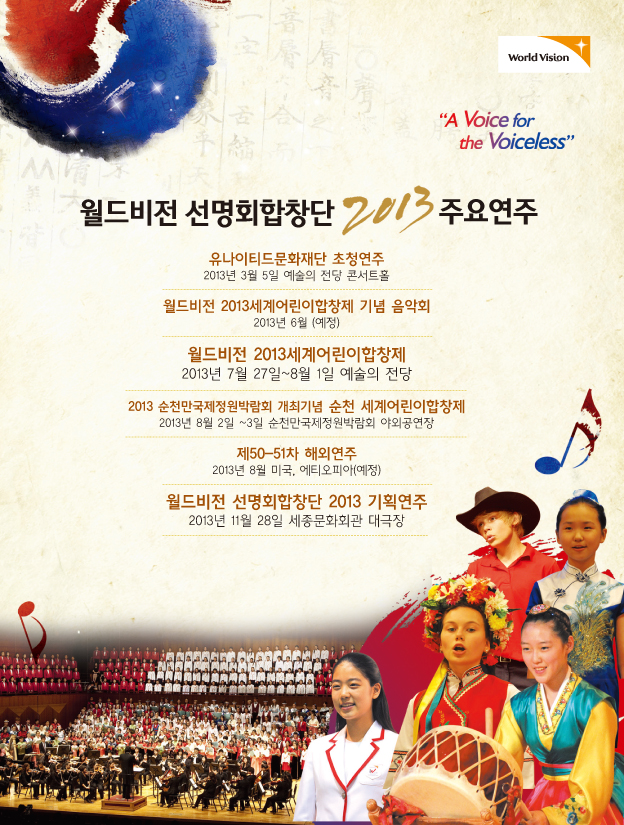 World Vision
“A Voice for
the Voiceless”
월드비전 선명회합창단 2013 주요연주
유나이티드문화재단 초청연주
2013년 3월 5일 예술의 전당 콘서트홀
월드비전 2013세계어린이합창제 기념 음악회
2013년 6월 (예정)
월드비전 2013세계어린이합창제
2013년 7월 27일~8월 1일 예술의 전당
2013 순천만국제정원박람회 개최기념 순천 세계어린이합창제
2013년 8월 2일 ~3일 순천만국제정원박람회 야외공연장
제50-51차 해외연주
2013년 8월 미국, 에티오피아(예정)
월드비전 선명회합창단 2013 기획연주
2013년 11월 28일 세종문화회관 대극장